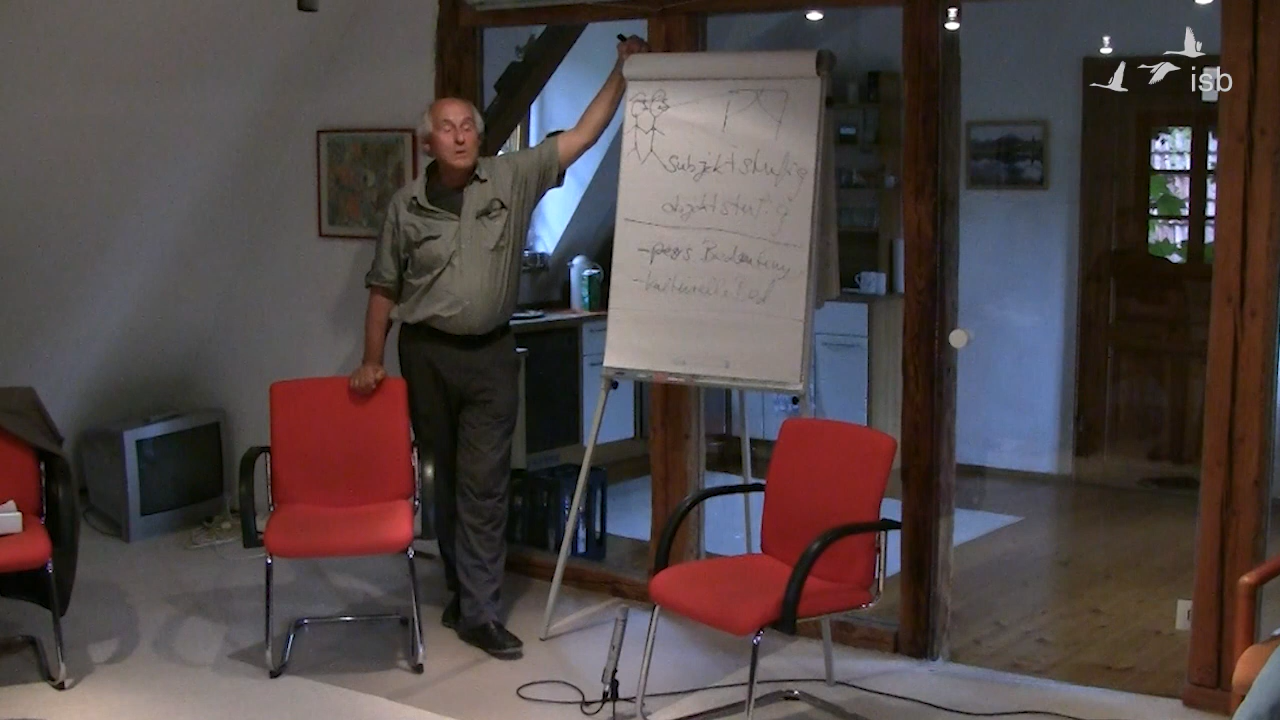 isb
subjektstufig
objektstufig
- pers Bedeutung
- kulturelle Bed